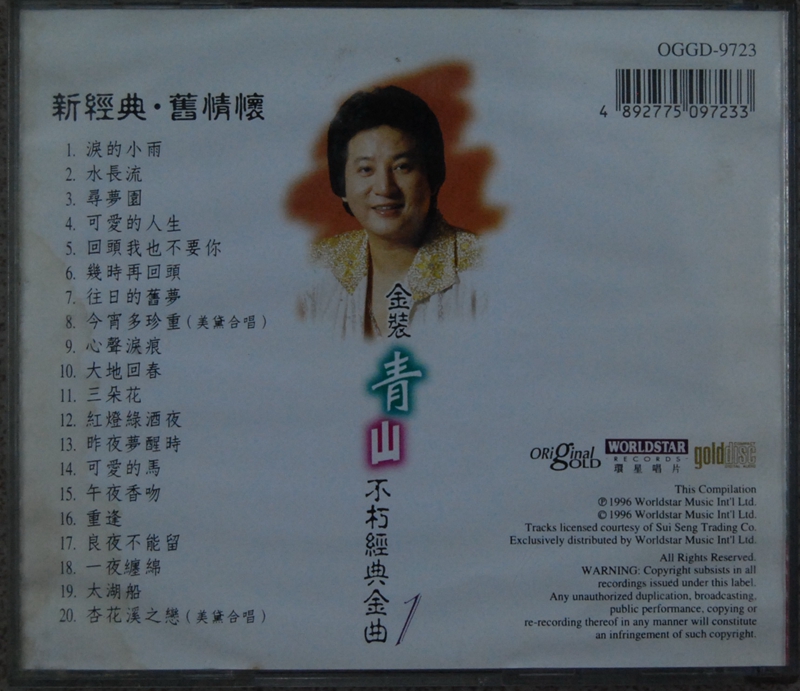 OGGD-9723
4 892775 097233
新經典·舊情懷
1. 淚的小雨
2. 水長流
3. 尋夢園
4. 可愛的人生
5. 回頭我也不要你
6. 幾時再回頭
7. 往日的舊夢
8. 今宵多珍重(美黛合唱)
9. 心聲淚痕
10. 大地回春
11. 三朵花
12. 紅燈綠酒夜
13. 昨夜夢醒時
14. 可愛的馬
15. 午夜香吻
16. 重逢
17. 良夜不能留
18. 一夜纏綿
19. 太湖船
20. 杏花溪之戀(美黛合唱)
金裝
青山
不朽經典金曲
1
ORiginal GOLD
WORLDSTAR
RECORDS
環星唱片
gold disc
This Compilation
℗ 1996 Worldstar Music Int'l Ltd.
© 1996 Worldstar Music Int'l Ltd.
Tracks licensed courtesy of Sui Seng Trading Co.
Exclusively distributed by Worldstar Music Int'l Ltd.
All Rights Reserved.
WARNING: Copyright subsists in all
recordings issued under this label.
Any unauthorized duplication, broadcasting,
public performance, copying or
re-recording thereof in any manner will constitute
an infringement of such copyright.